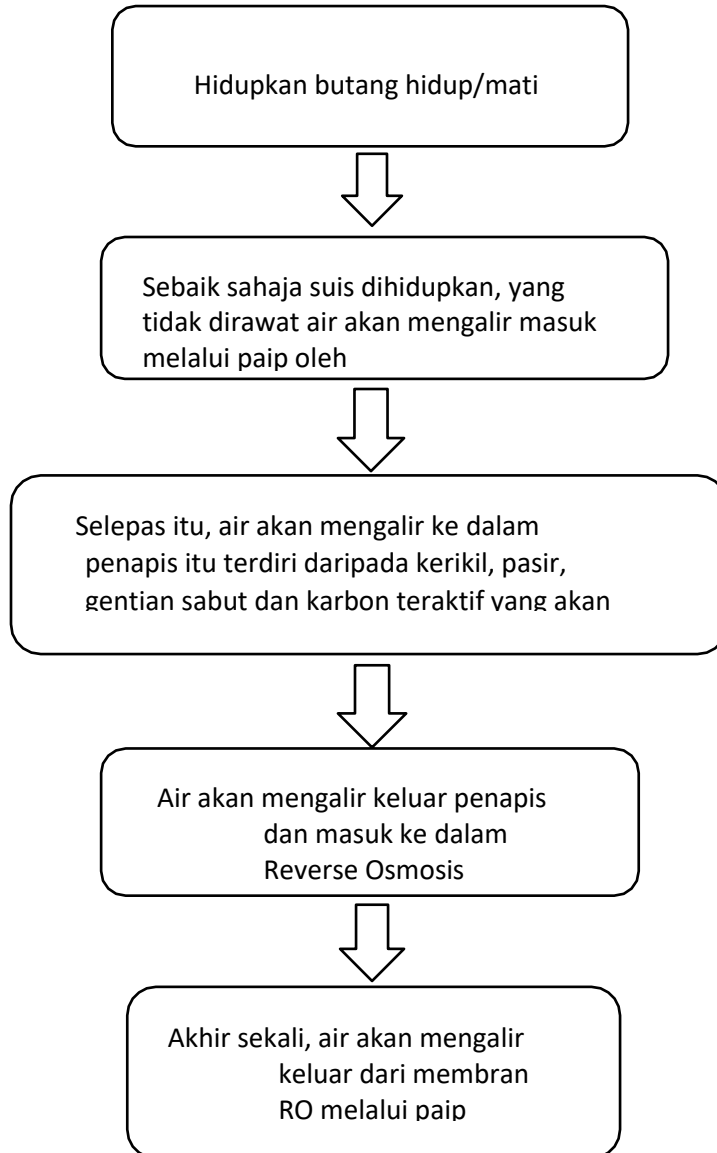 Hidupkan butang hidup/mati
Sebaik sahaja suis dihidupkan, yang
tidak dirawat air akan mengalir masuk
melalui paip oleh
Selepas itu, air akan mengalir ke dalam
penapis itu terdiri daripada kerikil, pasir,
gentian sabut dan karbon teraktif yang akan
Air akan mengalir keluar penapis
dan masuk ke dalam
Reverse Osmosis
Akhir sekali, air akan mengalir
keluar dari membran
RO melalui paip